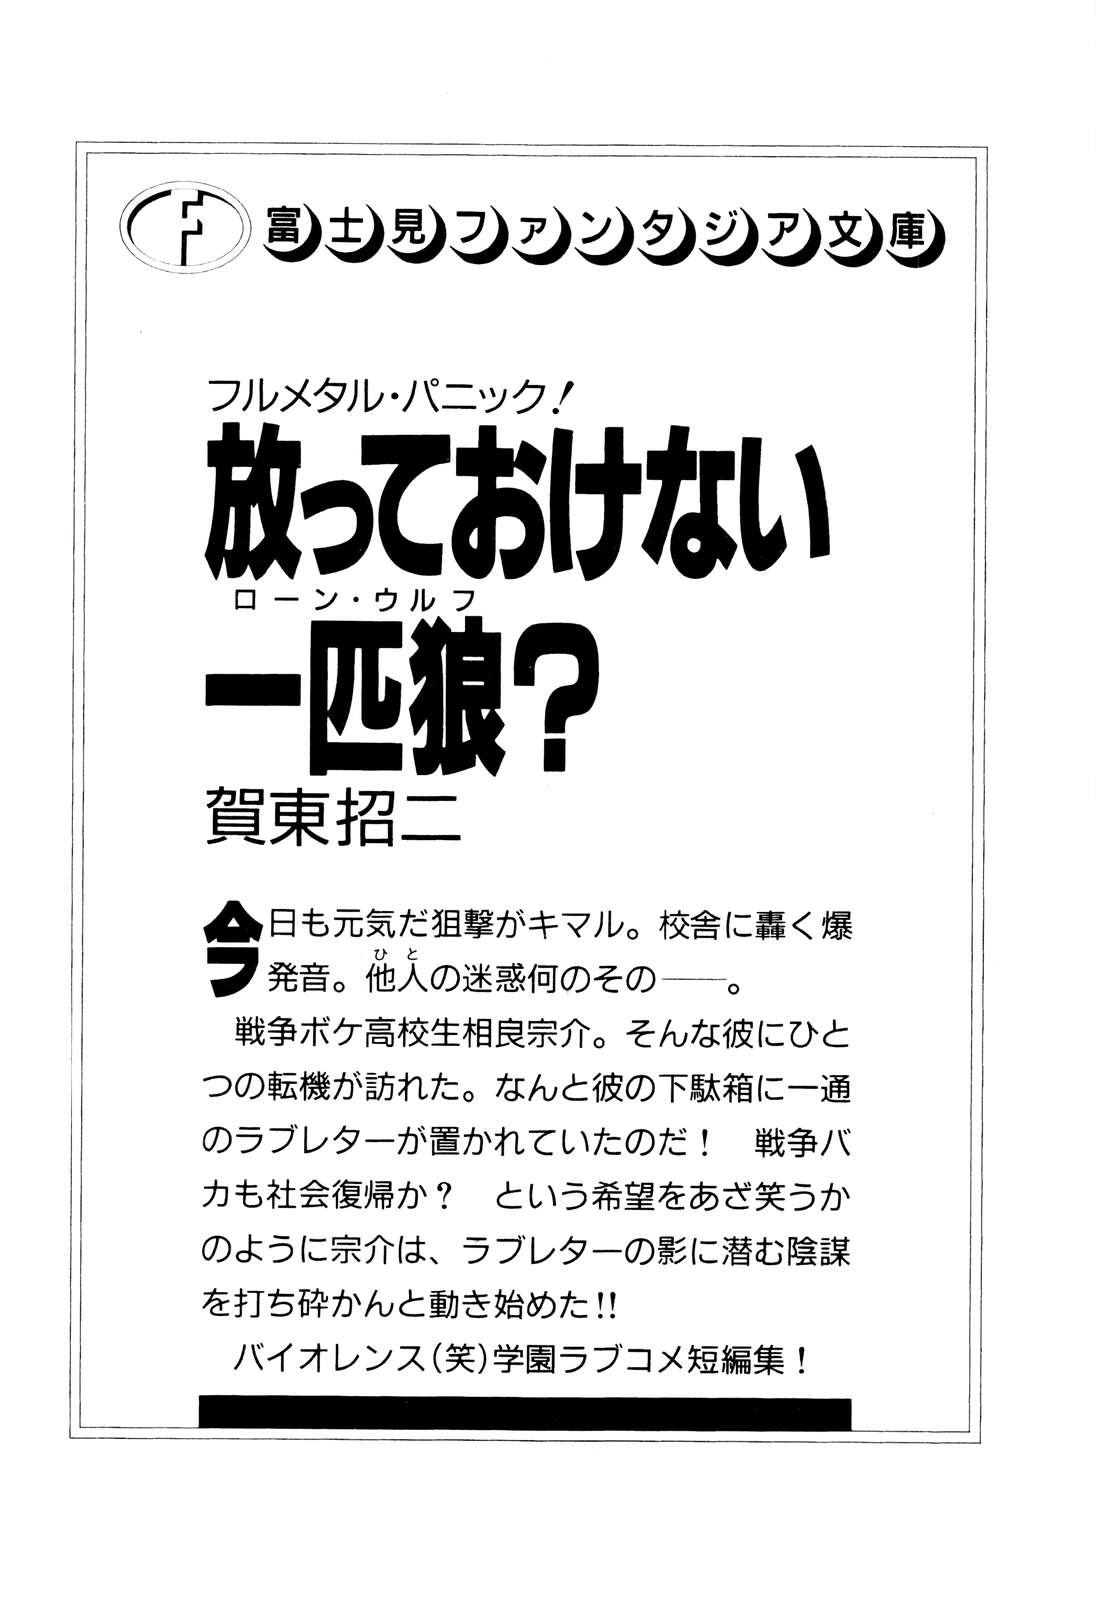 富士見ファンタジア文庫
フルメタル・パニック!
放っておけない
ローン・ウルフ
一匹狼?
賀東招二
今日も元気だ狙撃がキマル。校舎に轟く爆
ひと
発音。他人の迷惑何のその――。
戦争ボケ高校生相良宗介。そんな彼にひと
つの転機が訪れた。なんと彼の下駄箱に一通
のラブレターが置かれていたのだ! 戦争バ
カも社会復帰か? という希望をあざ笑うか
のように宗介は、ラブレターの影に潜む陰謀
を打ち砕かんと動き始めた!!
バイオレンス(笑)学園ラブコメ短編集!